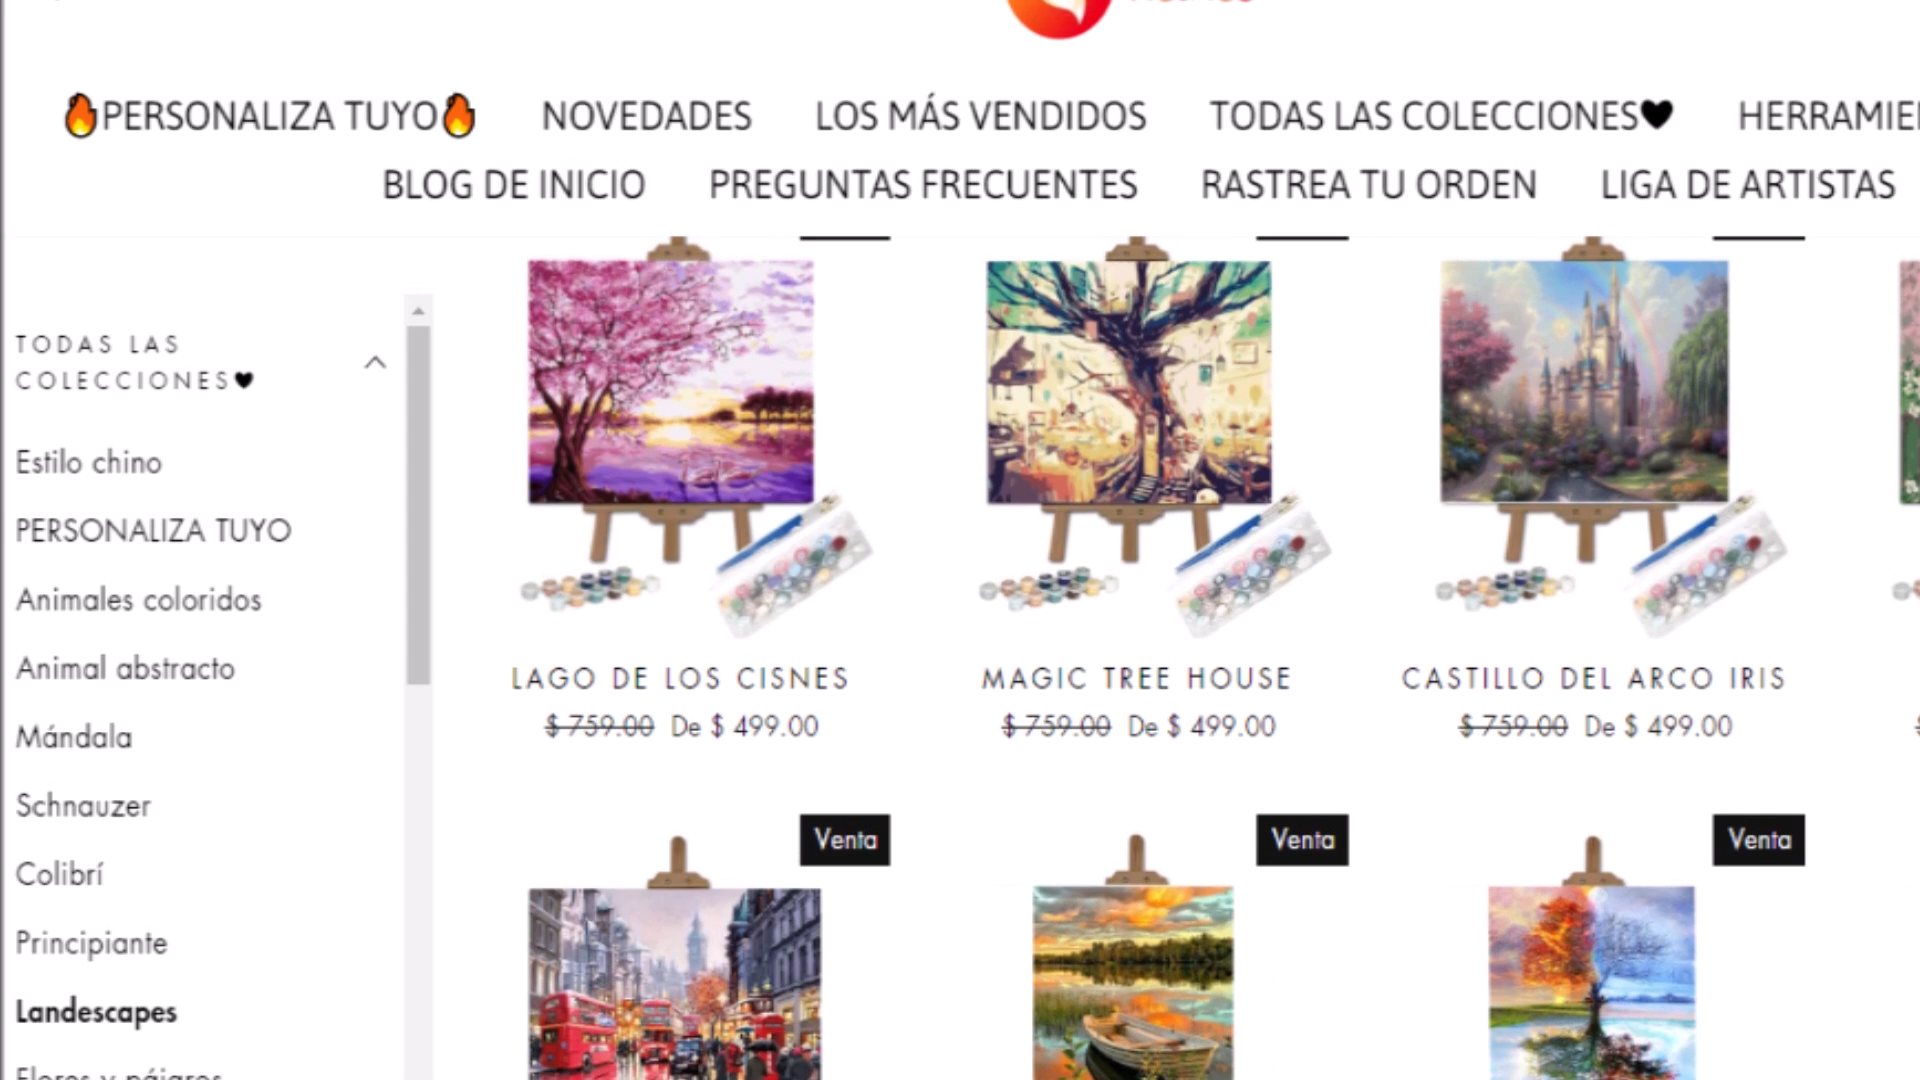 🔥PERSONALIZA TUYO🔥 NOVEDADES LOS MÁS VENDIDOS TODAS LAS COLECCIONES🖤
BLOG DE INICIO PREGUNTAS FRECUENTES RASTREA TU ORDEN LIGA DE ARTISTAS
TODAS LAS
COLECCIONES🖤
Estilo chino
PERSONALIZA TUYO
Animales coloridos
Animal abstracto
Mándala
Schnauzer
Colibrí
Principiante
Landescapes
Flores y pájaros
LAGO DE LOS CISNES
$ 759.00 De $ 499.00
MAGIC TREE HOUSE
$ 759.00 De $ 499.00
CASTILLO DEL ARCO IRIS
$ 759.00 De $ 499.00
Venta
Venta
Venta